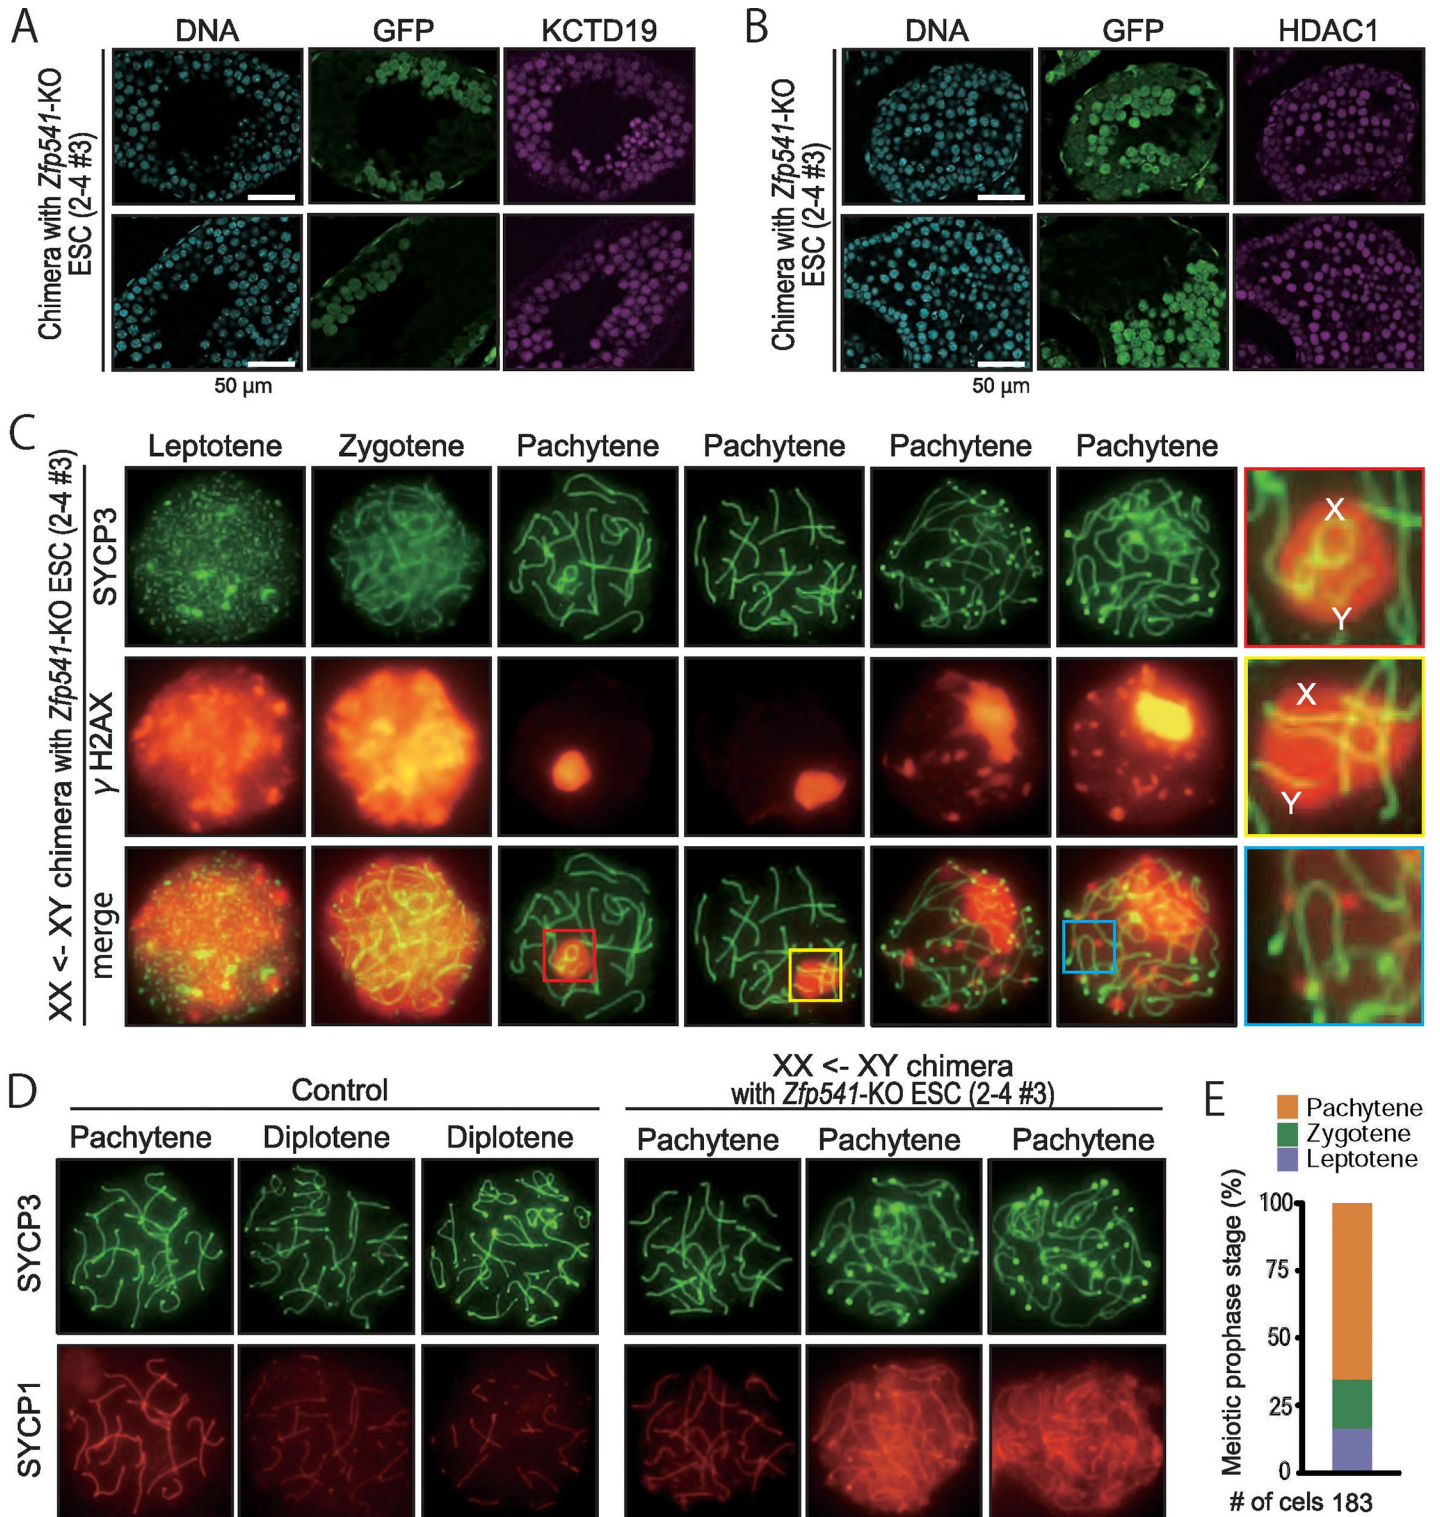 A
DNA
GFP
KCTD19
Chimera with Zfp541-KO
ESC (2-4 #3)
50 µm
B
DNA
GFP
HDAC1
Chimera with Zfp541-KO
ESC (2-4 #3)
50 µm
C
Leptotene
Zygotene
Pachytene
Pachytene
Pachytene
Pachytene
XX <- XY chimera with Zfp541-KO ESC (2-4 #3)
SYCP3
γH2AX
merge
X
Y
X
Y
D
Control
XX <- XY chimera
with Zfp541-KO ESC (2-4 #3)
Pachytene
Diplotene
Diplotene
Pachytene
Pachytene
Pachytene
SYCP3
SYCP1
E
Pachytene
Zygotene
Leptotene
Meiotic prophase stage (%)
100
75
50
25
0
# of cels 183